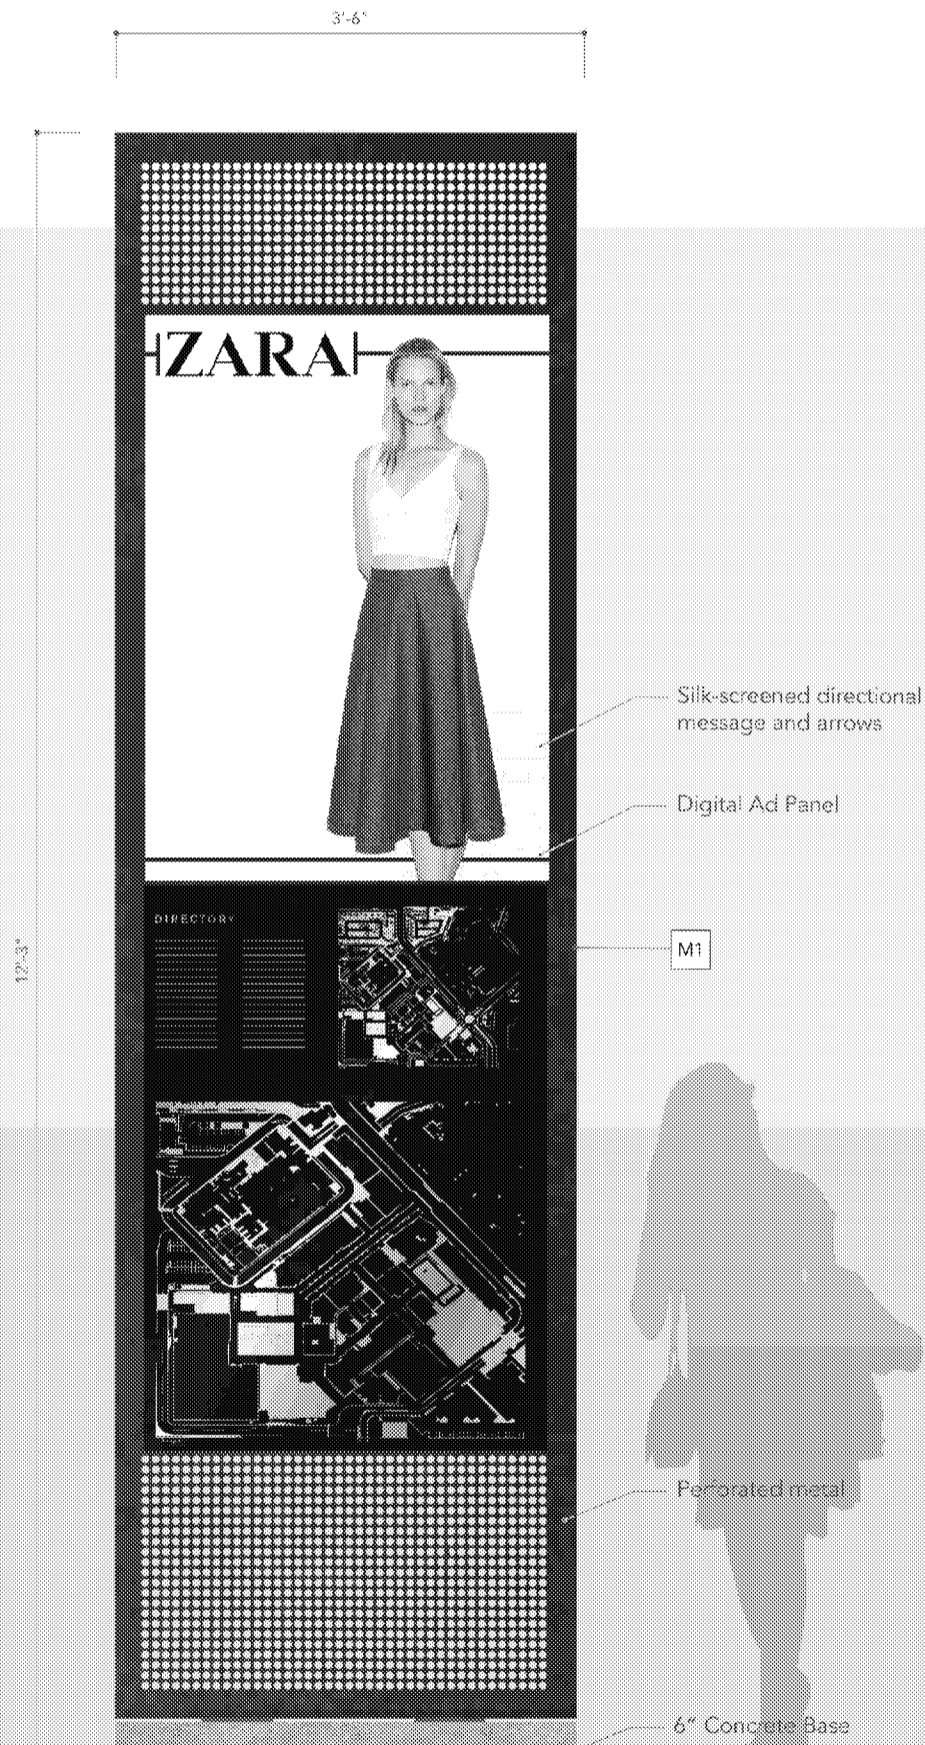 3'-6"
ZARA
Silk-screened directional
message and arrows
Digital Ad Panel
DIRECTORY
12'-3"
M1
Perforated metal
6" Concrete Base